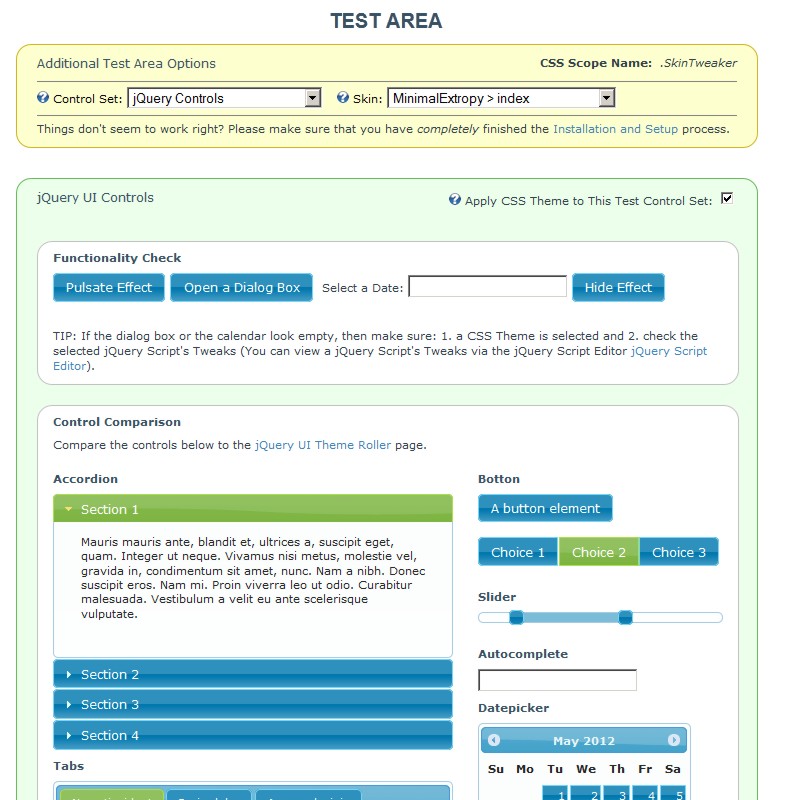 TEST AREA
Additional Test Area Options
CSS Scope Name: .SkinTweaker
Control Set: jQuery Controls
Skin: MinimalExtropy > index
Things don't seem to work right? Please make sure that you have completely finished the Installation and Setup process.
jQuery UI Controls
Apply CSS Theme to This Test Control Set:
Functionality Check
Pulsate Effect
Open a Dialog Box
Select a Date:
Hide Effect
TIP: If the dialog box or the calendar look empty, then make sure: 1. a CSS Theme is selected and 2. check the
selected jQuery Script's Tweaks (You can view a jQuery Script's Tweaks via the jQuery Script Editor jQuery Script
Editor).
Control Comparison
Compare the controls below to the jQuery UI Theme Roller page.
Accordion
Section 1
Mauris mauris ante, blandit et, ultrices a, suscipit eget,
quam. Integer ut neque. Vivamus nisi metus, molestie vel,
gravida in, condimentum sit amet, nunc. Nam a nibh. Donec
suscipit eros. Nam mi. Proin viverra leo ut odio. Curabitur
malesuada. Vestibulum a velit eu ante scelerisque
vulputate.
Section 2
Section 3
Section 4
Tabs
Botton
A button element
Choice 1 Choice 2 Choice 3
Slider
Autocomplete
Datepicker
May 2012
Su Mo Tu We Th Fr Sa
1 2 3 4 5